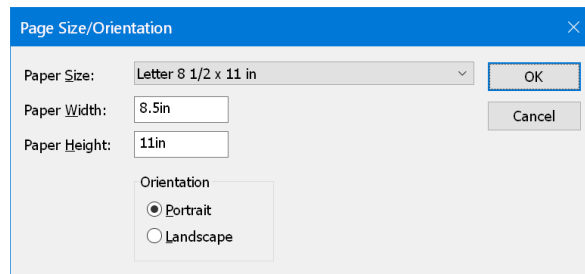 Page Size/Orientation
Paper Size: Letter 8 1/2 x 11 in OK
Paper Width: 8.5in Cancel
Paper Height: 11in
Orientation
Portrait
Landscape